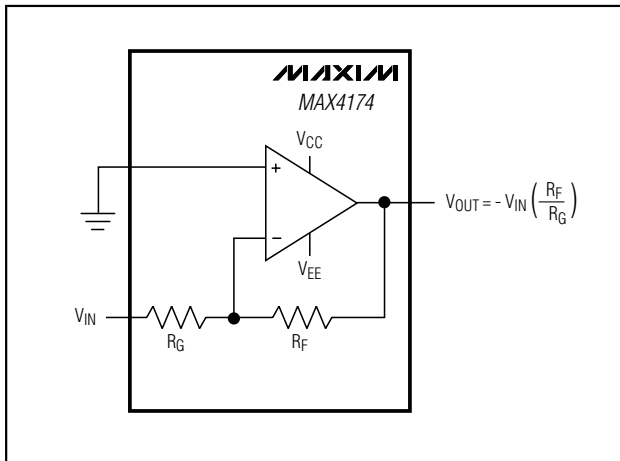 MAXIM
MAX4174
VCC
+
−
VEE
VOUT = - VIN (RF/RG)
VIN
RG
RF